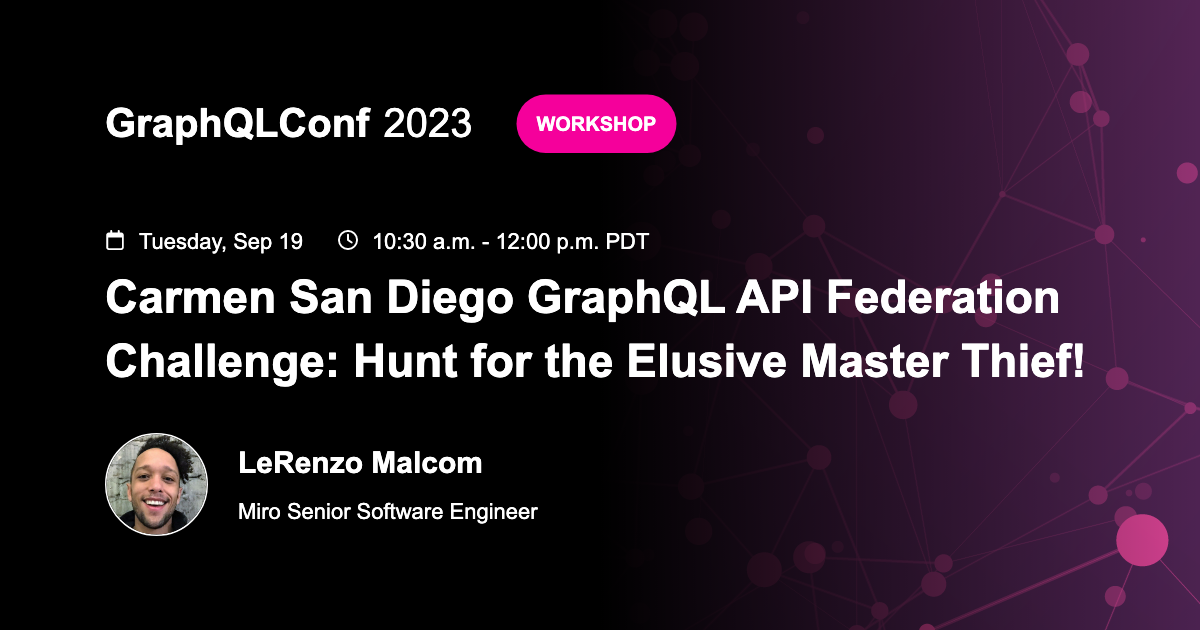 GraphQLConf 2023 WORKSHOP
Tuesday, Sep 19 10:30 a.m. - 12:00 p.m. PDT
Carmen San Diego GraphQL API Federation
Challenge: Hunt for the Elusive Master Thief!
LeRenzo Malcom
Miro Senior Software Engineer